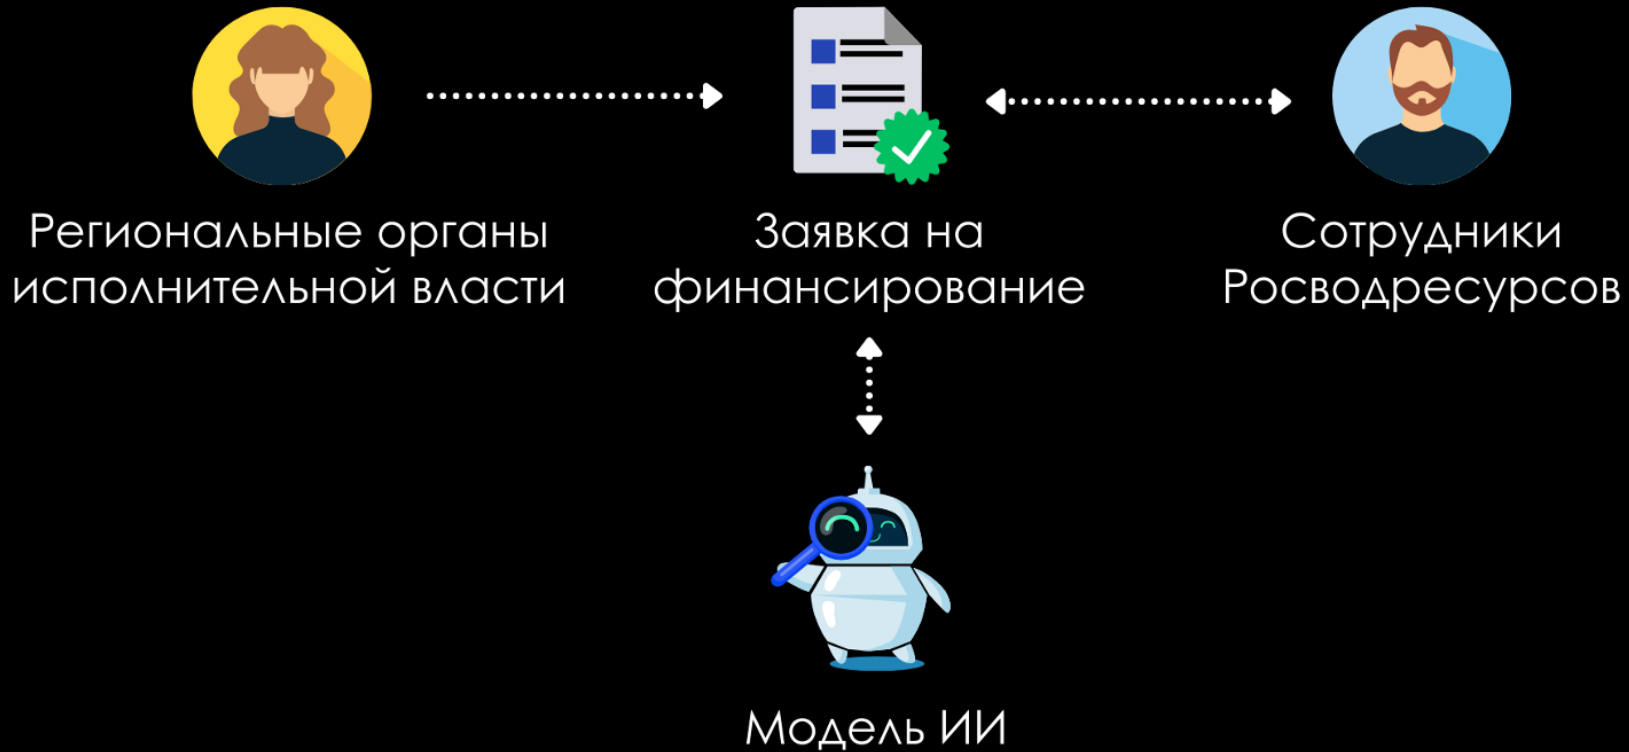 Региональные органы
исполнительной власти
Заявка на
финансирование
Сотрудники
Росводресурсов
Модель ИИ